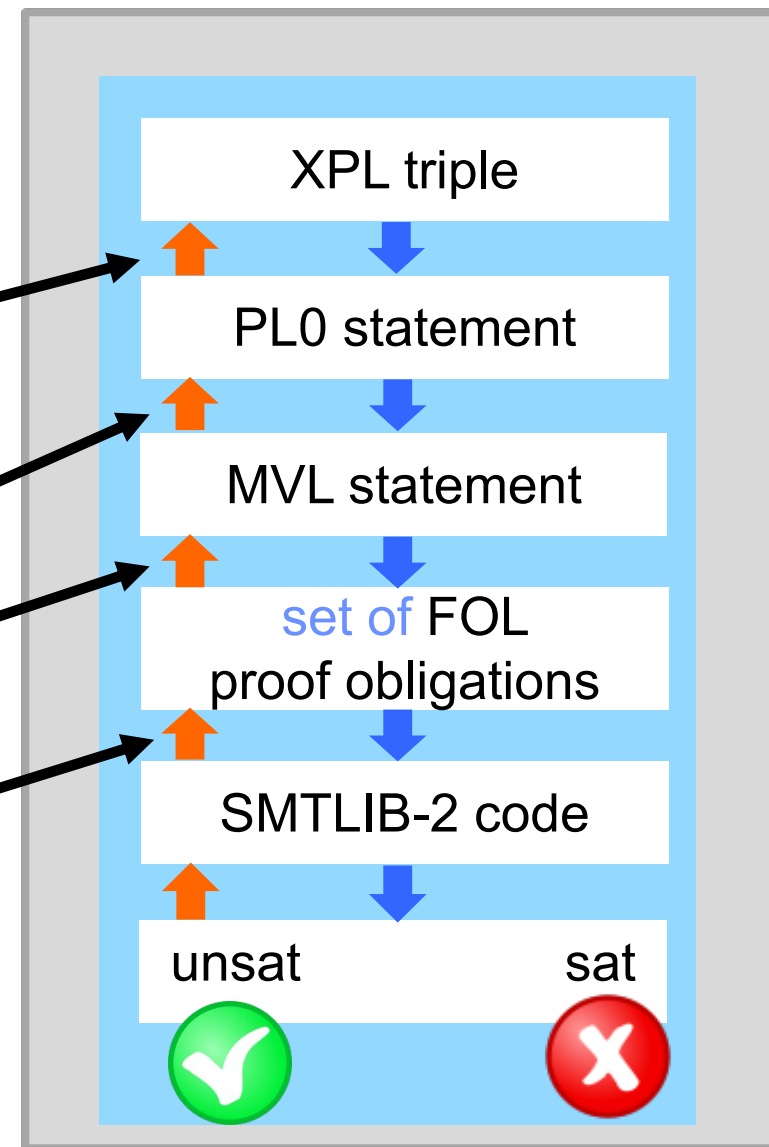 XPL triple
PL0 statement
MVL statement
set of FOL
proof obligations
SMTLIB-2 code
unsat sat